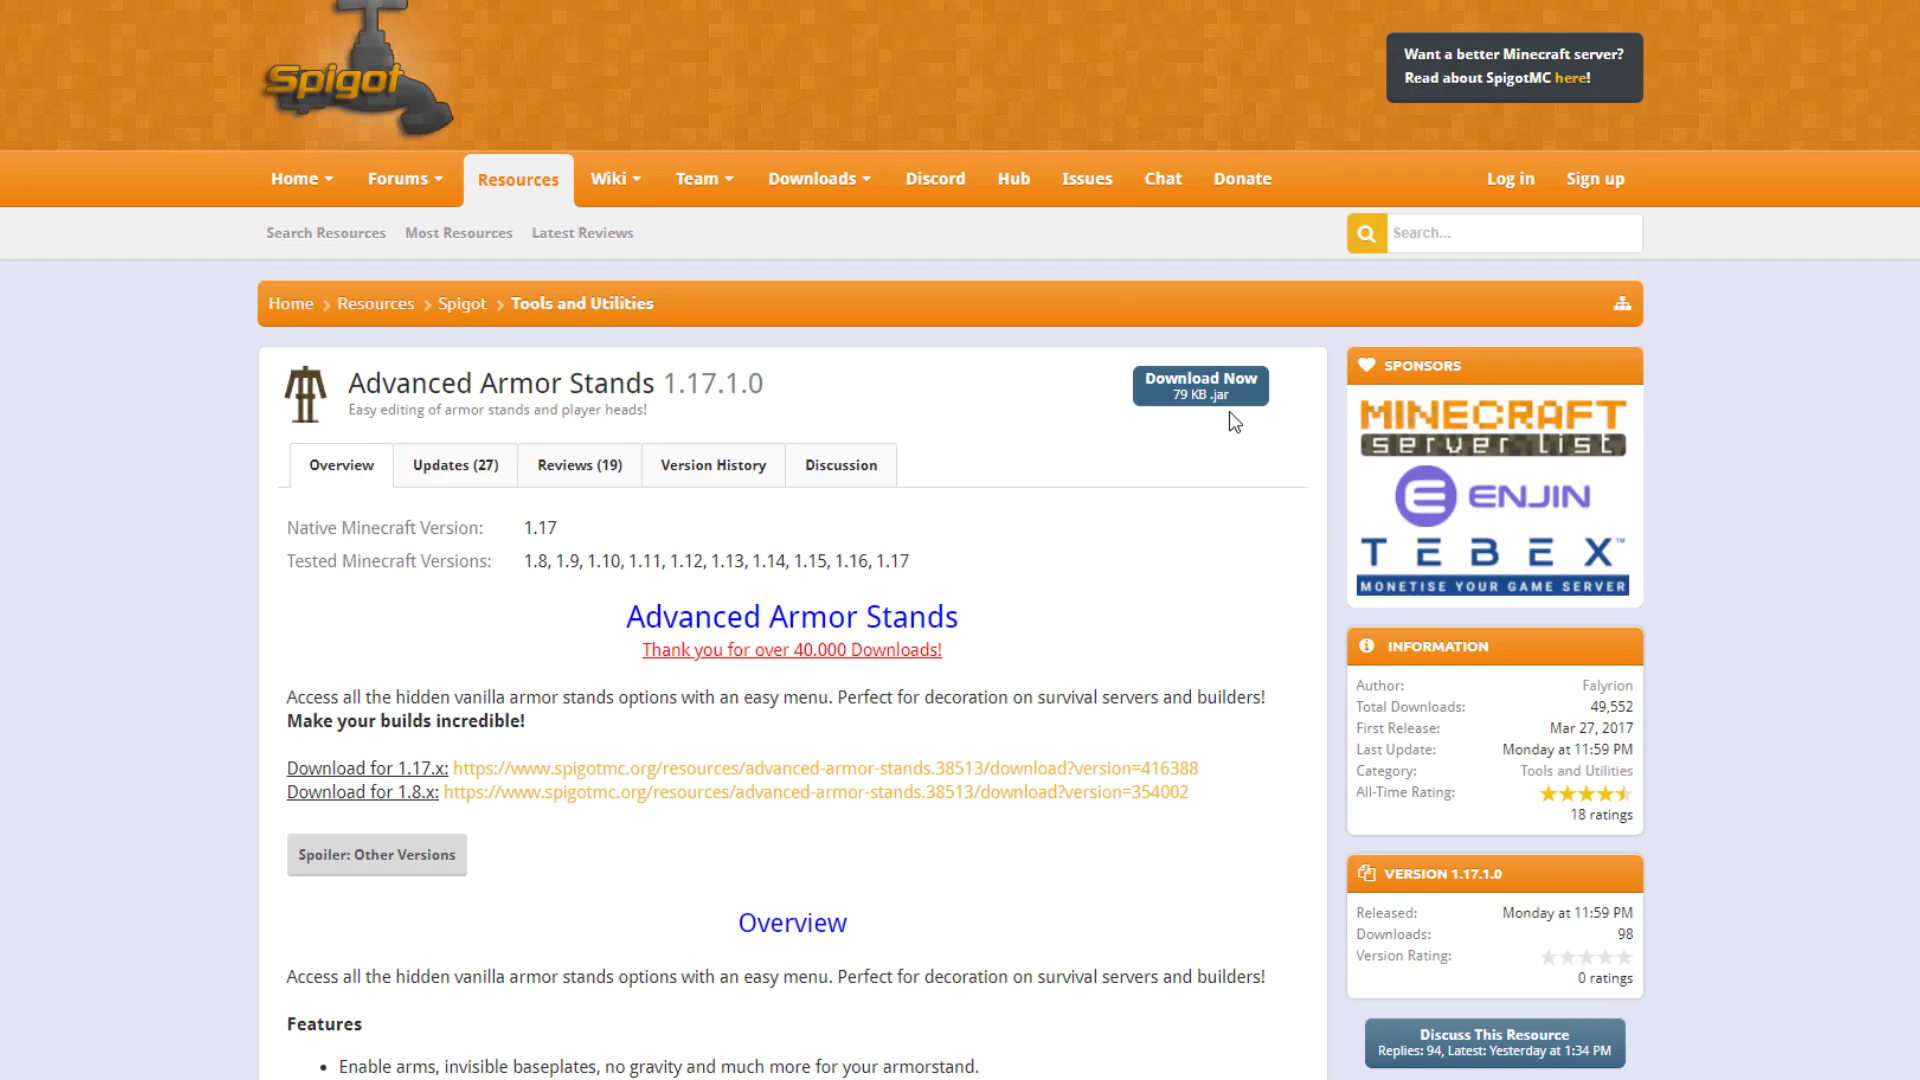 Spigot
Want a better Minecraft server?
Read about SpigotMC here!
Home Forums Resources Wiki Team Downloads Discord Hub Issues Chat Donate Log in Sign up
Search Resources Most Resources Latest Reviews Search...
Home Resources Spigot Tools and Utilities
Advanced Armor Stands 1.17.1.0
Easy editing of armor stands and player heads!
Download Now
79 KB .jar
Overview Updates (27) Reviews (19) Version History Discussion
Native Minecraft Version: 1.17
Tested Minecraft Versions: 1.8, 1.9, 1.10, 1.11, 1.12, 1.13, 1.14, 1.15, 1.16, 1.17
Advanced Armor Stands
Thank you for over 40.000 Downloads!
Access all the hidden vanilla armor stands options with an easy menu. Perfect for decoration on survival servers and builders!
Make your builds incredible!
Download for 1.17.x: https://www.spigotmc.org/resources/advanced-armor-stands.38513/download?version=416388
Download for 1.8.x: https://www.spigotmc.org/resources/advanced-armor-stands.38513/download?version=354002
Spoiler: Other Versions
Overview
Access all the hidden vanilla armor stands options with an easy menu. Perfect for decoration on survival servers and builders!
Features
• Enable arms, invisible baseplates, no gravity and much more for your armorstand.
SPONSORS
MINECRAFT
server list
ENJIN
TEBEX™
MONETISE YOUR GAME SERVER
INFORMATION
Author: Falyrion
Total Downloads: 49,552
First Release: Mar 27, 2017
Last Update: Monday at 11:59 PM
Category: Tools and Utilities
All-Time Rating:
18 ratings
VERSION 1.17.1.0
Released: Monday at 11:59 PM
Downloads: 98
Version Rating:
0 ratings
Discuss This Resource
Replies: 94, Latest: Yesterday at 1:34 PM